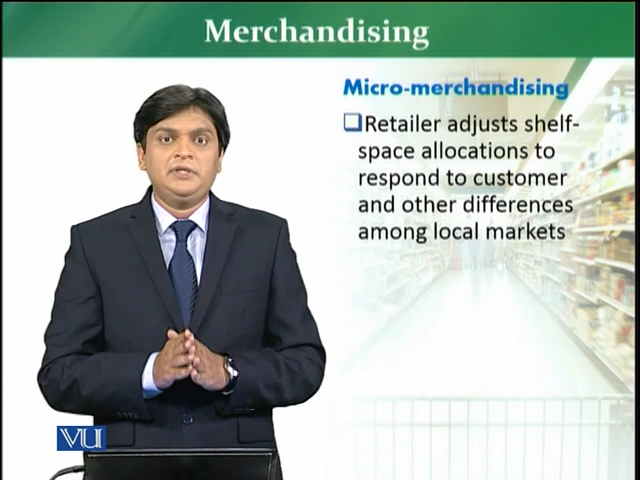 Merchandising
Micro-merchandising
Retailer adjusts shelf-
space allocations to
respond to customer
and other differences
among local markets
VU